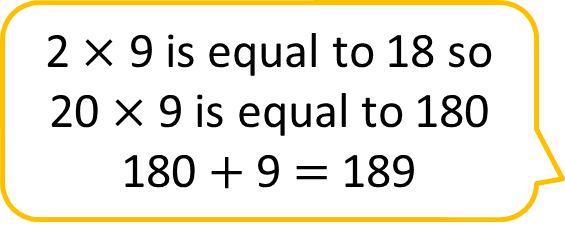 2 × 9 is equal to 18 so
20 × 9 is equal to 180
180 + 9 = 189